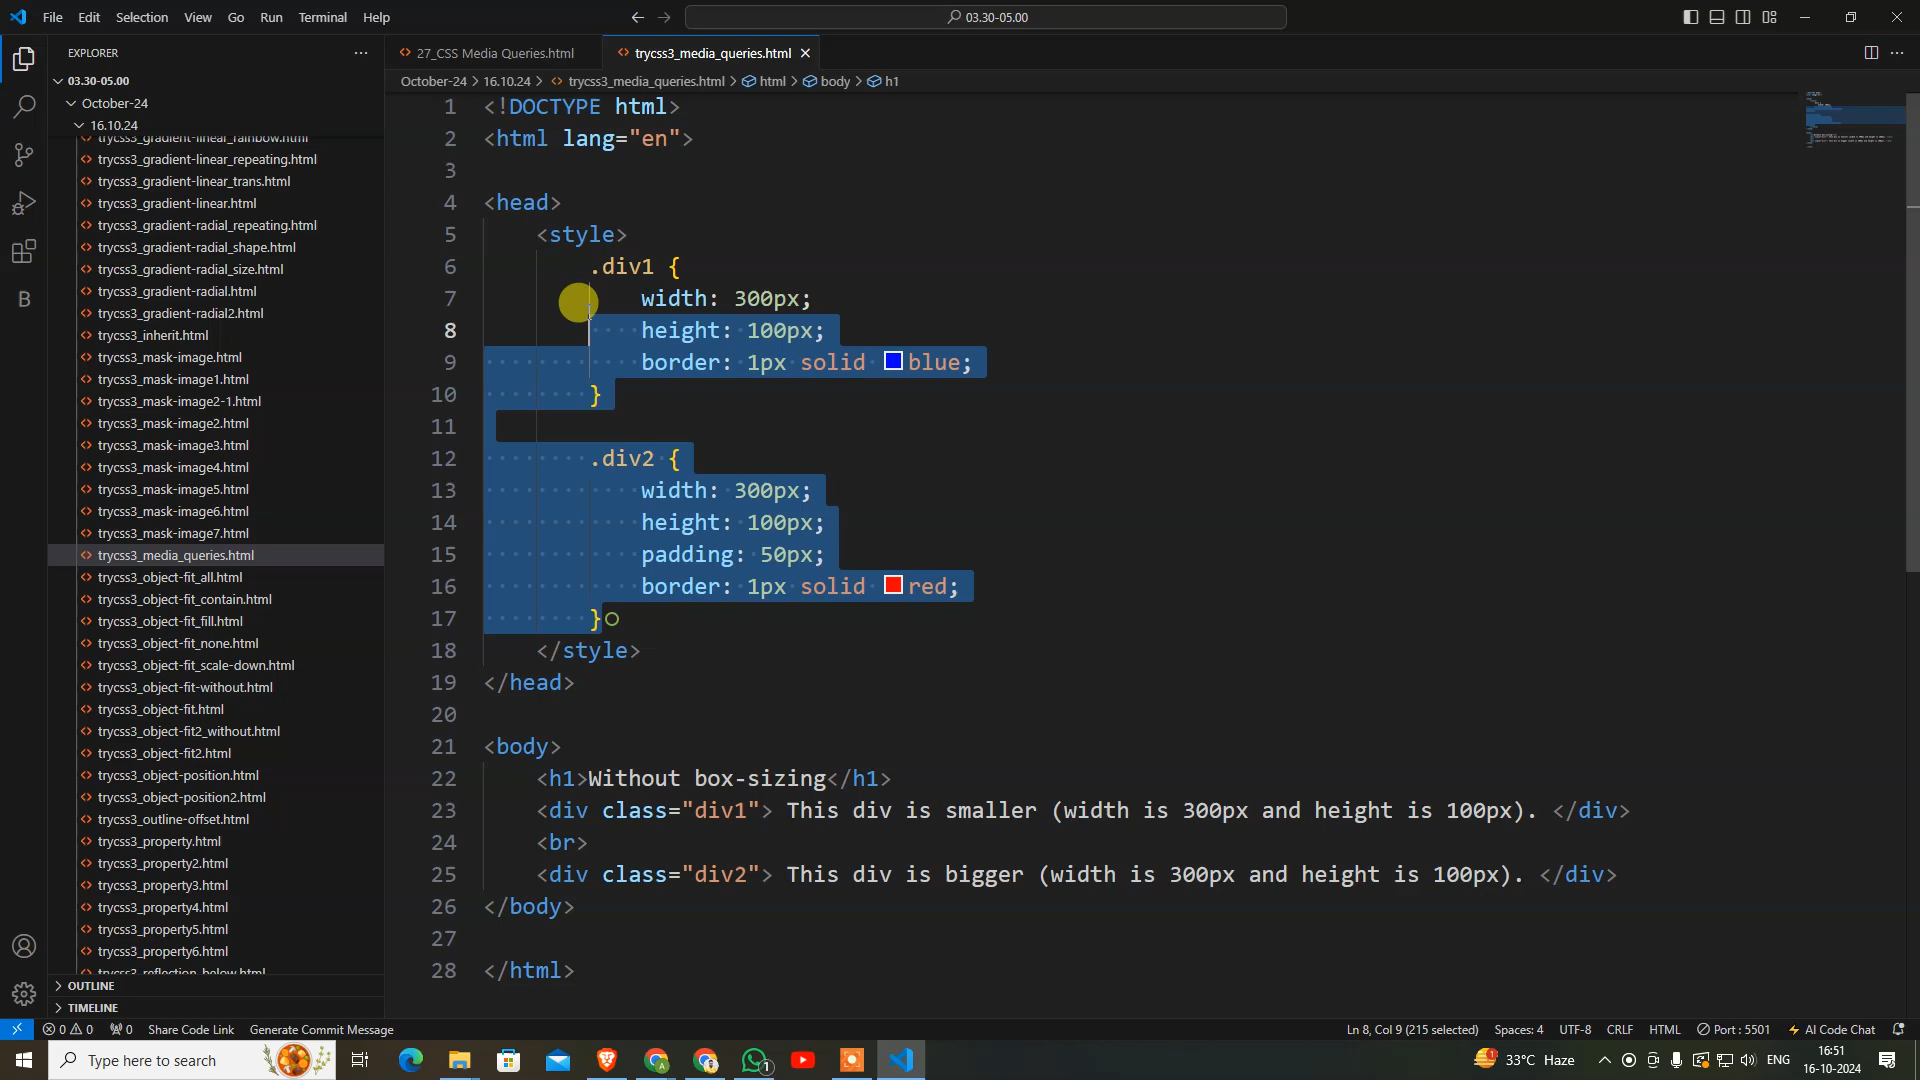 File Edit Selection View Go Run Terminal Help
03.30-05.00
EXPLORER
27_CSS Media Queries.html
trycss3_media_queries.html
03.30-05.00
October-24
16.10.24
October-24 > 16.10.24 > trycss3_media_queries.html > html > body > h1
trycss3_gradient-linear_rainbow.html
trycss3_gradient-linear_repeating.html
trycss3_gradient-linear_trans.html
trycss3_gradient-linear.html
trycss3_gradient-radial_repeating.html
trycss3_gradient-radial_shape.html
trycss3_gradient-radial_size.html
trycss3_gradient-radial.html
trycss3_gradient-radial2.html
trycss3_inherit.html
trycss3_mask-image.html
trycss3_mask-image1.html
trycss3_mask-image2-1.html
trycss3_mask-image2.html
trycss3_mask-image3.html
trycss3_mask-image4.html
trycss3_mask-image5.html
trycss3_mask-image6.html
trycss3_mask-image7.html
trycss3_media_queries.html
trycss3_object-fit_all.html
trycss3_object-fit_contain.html
trycss3_object-fit_fill.html
trycss3_object-fit_none.html
trycss3_object-fit_scale-down.html
trycss3_object-fit-without.html
trycss3_object-fit.html
trycss3_object-fit2_without.html
trycss3_object-fit2.html
trycss3_object-position.html
trycss3_object-position2.html
trycss3_outline-offset.html
trycss3_property.html
trycss3_property2.html
trycss3_property3.html
trycss3_property4.html
trycss3_property5.html
trycss3_property6.html
trycss3_reflection_below.html
OUTLINE
TIMELINE
1 <!DOCTYPE html>
2 <html lang="en">
3
4 <head>
5 <style>
6 .div1 {
7 width: 300px;
8 height: 100px;
9 border: 1px solid blue;
10 }
11
12 .div2 {
13 width: 300px;
14 height: 100px;
15 padding: 50px;
16 border: 1px solid red;
17 }
18 </style>
19 </head>
20
21 <body>
22 <h1>Without box-sizing</h1>
23 <div class="div1"> This div is smaller (width is 300px and height is 100px). </div>
24 <br>
25 <div class="div2"> This div is bigger (width is 300px and height is 100px). </div>
26 </body>
27
28 </html>
0 0 0 Share Code Link Generate Commit Message
Ln 8, Col 9 (215 selected) Spaces: 4 UTF-8 CRLF HTML Port : 5501 AI Code Chat
Type here to search
33°C Haze
ENG
16:51
16-10-2024